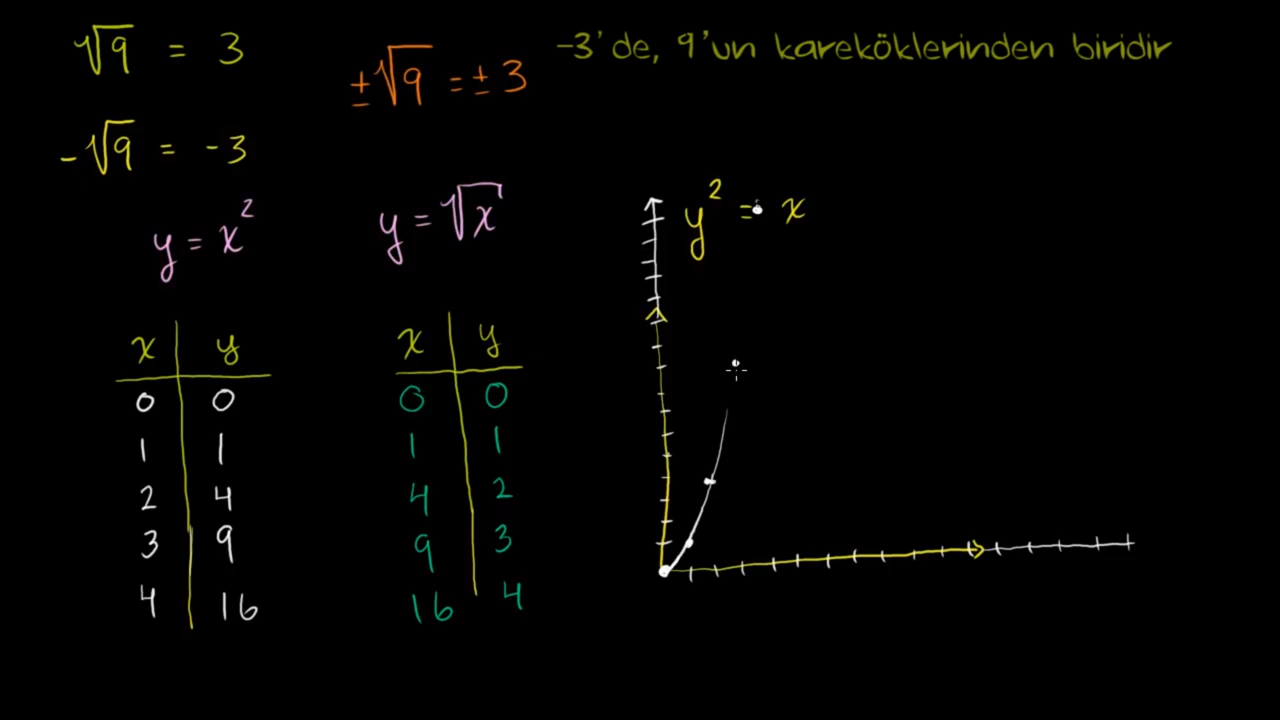 √9 = 3
±√9 = ±3
-3'de, 9'un kareköklerinden biridir
-√9 = -3
y = x²
y = √x
y² = x
x y
0 0
1 1
2 4
3 9
4 16
x y
0 0
1 1
4 2
9 3
16 4